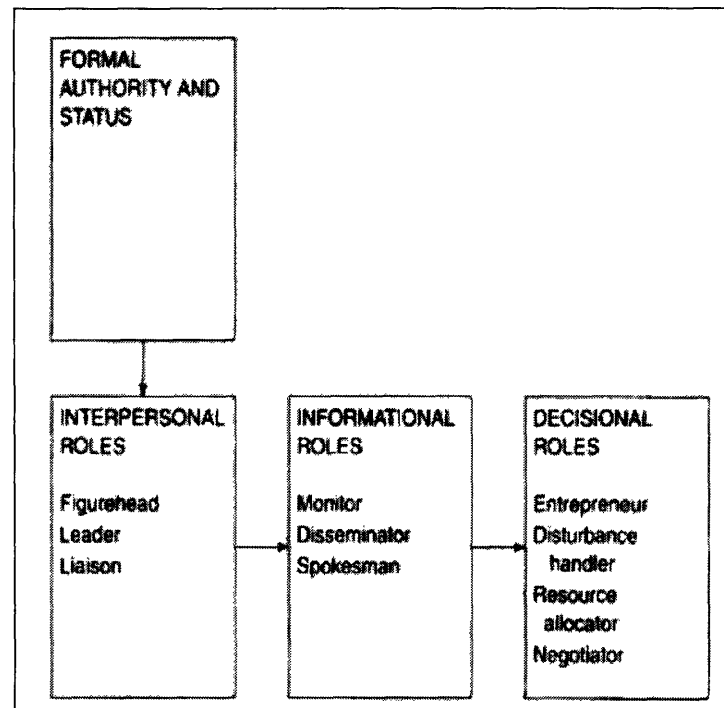 FORMAL
AUTHORITY AND
STATUS
INTERPERSONAL
ROLES
Figurehead
Leader
Liaison
INFORMATIONAL
ROLES
Monitor
Disseminator
Spokesman
DECISIONAL
ROLES
Entrepreneur
Disturbance
handler
Resource
allocator
Negotiator